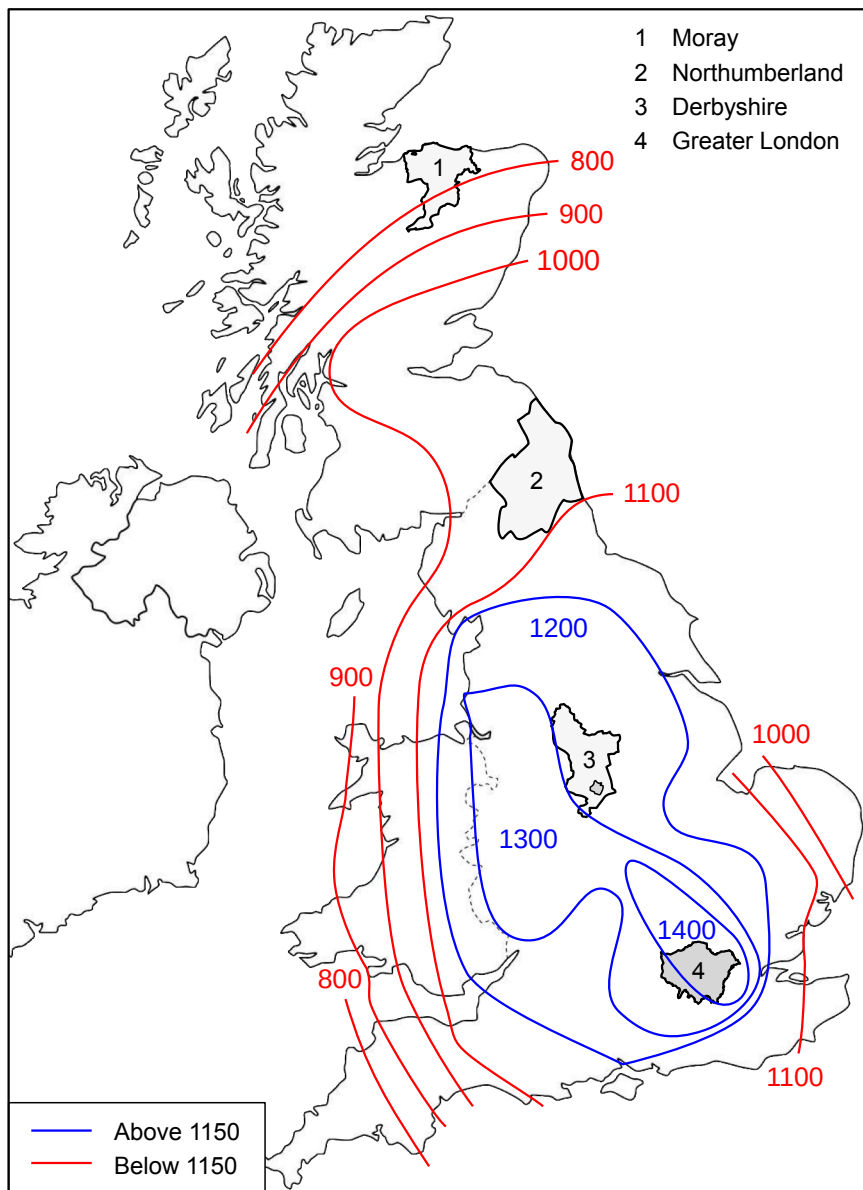 1 Moray
2 Northumberland
3 Derbyshire
4 Greater London
1
800
900
1000
2
1100
1200
900
1000
3
1300
1400
4
800
1100
Above 1150
Below 1150